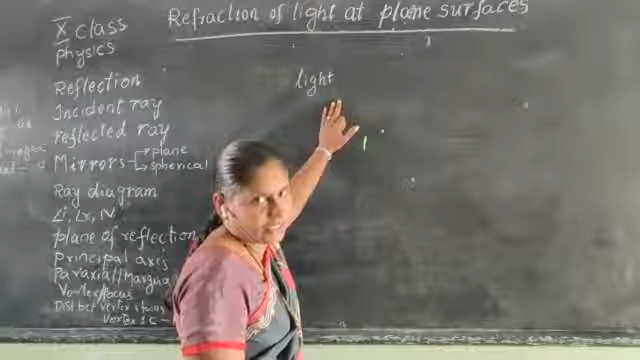 Refraction of light at plane surfaces
X class
physics
light
Reflection
Incident ray
reflected ray
Mirrors → plane
→ spherical
Ray diagram
∠i, ∠r, N
plane of reflection
principal axis
Paraxial/Margina
Vertex/focus
Dist bet vertex & focus
Vertex & C